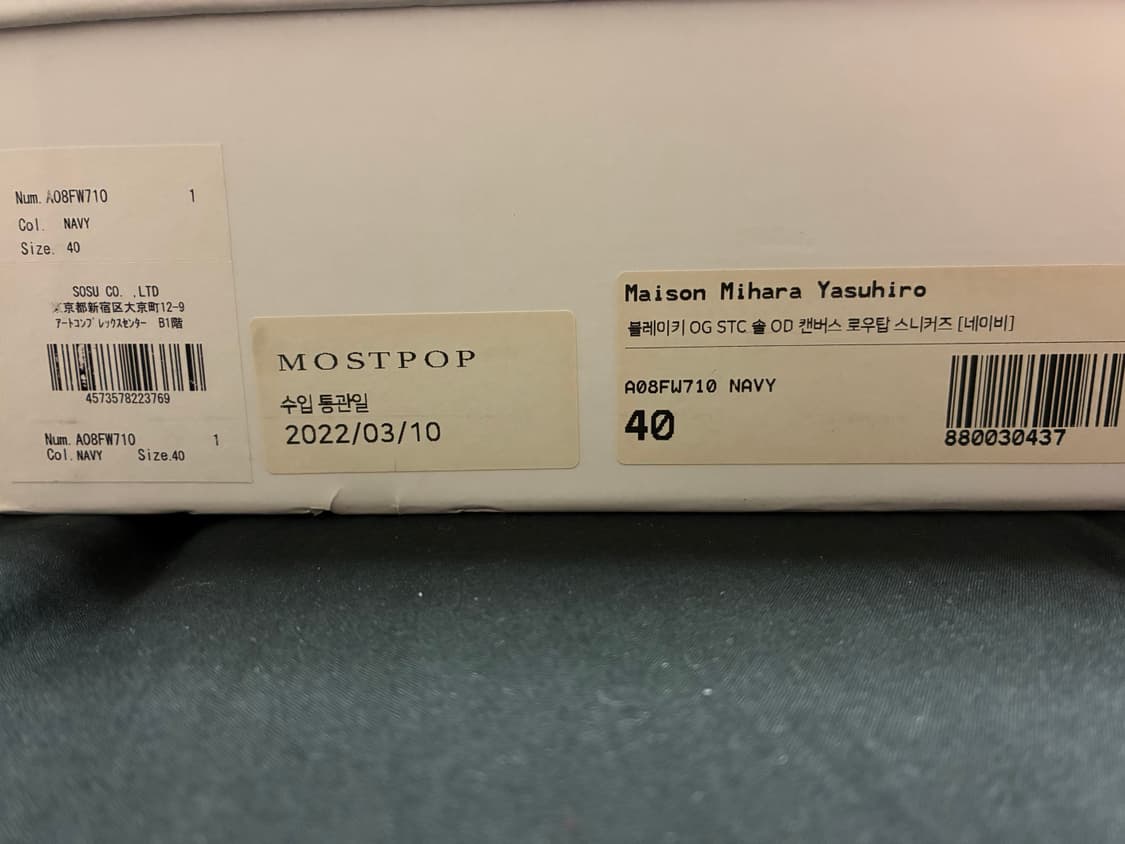 Num. A08FW710 1
Col. NAVY
Size. 40
SOSU CO. ,LTD
東京都新宿区大京町12-9
アートコンプレックスセンター B1階
4573578223769
Num. A08FW710 1
Col. NAVY Size. 40
MOSTPOP
수입 통관일
2022/03/10
Maison Mihara Yasuhiro
블레이키 OG STC 솔 OD 캔버스 로우탑 스니커즈 [네이비]
A08FW710 NAVY
40
880030437